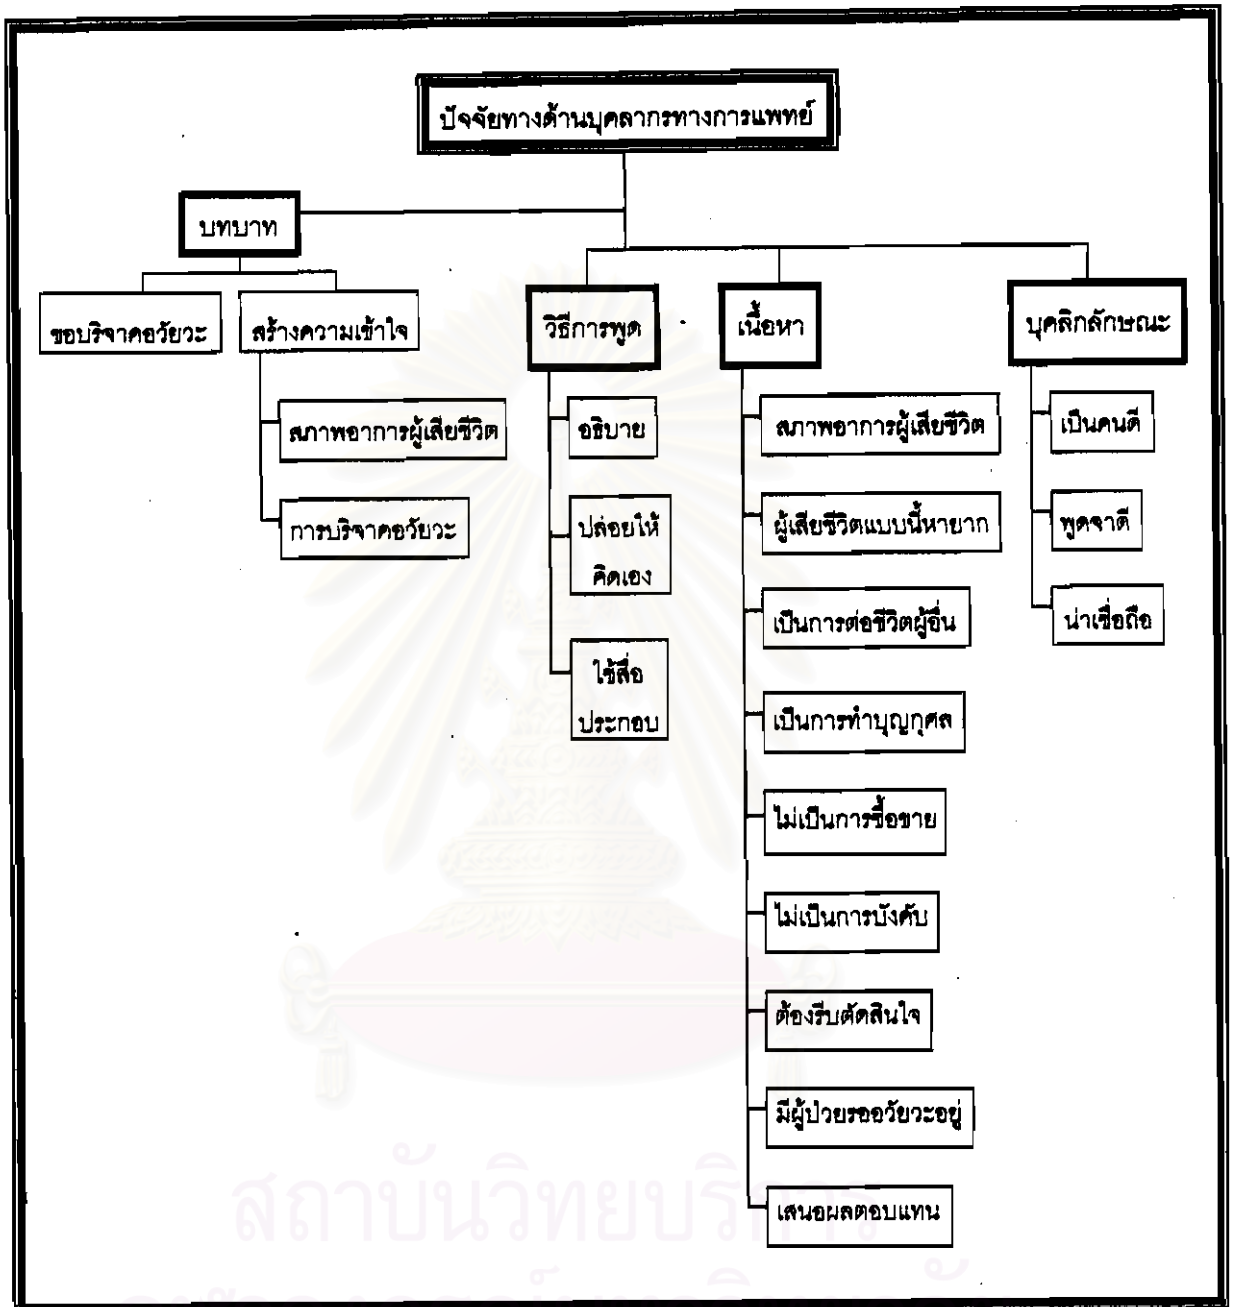 ปัจจัยทางด้านบุคลากรทางการแพทย์
บทบาท
ขอบริจาคอวัยวะ
สร้างความเข้าใจ
สภาพอาการผู้เสียชีวิต
การบริจาคอวัยวะ
วิธีการพูด
อธิบาย
ปล่อยให้
คิดเอง
ใช้สื่อ
ประกอบ
เนื้อหา
สภาพอาการผู้เสียชีวิต
ผู้เสียชีวิตแบบนี้หายาก
เป็นการต่อชีวิตผู้อื่น
เป็นการทำบุญกุศล
ไม่เป็นการซื้อขาย
ไม่เป็นการบังคับ
ต้องรีบตัดสินใจ
มีผู้ป่วยรออวัยวะอยู่
เสนอผลตอบแทน
บุคลิกลักษณะ
เป็นคนดี
พูดจาดี
น่าเชื่อถือ
สถาบันวิทยบริการ